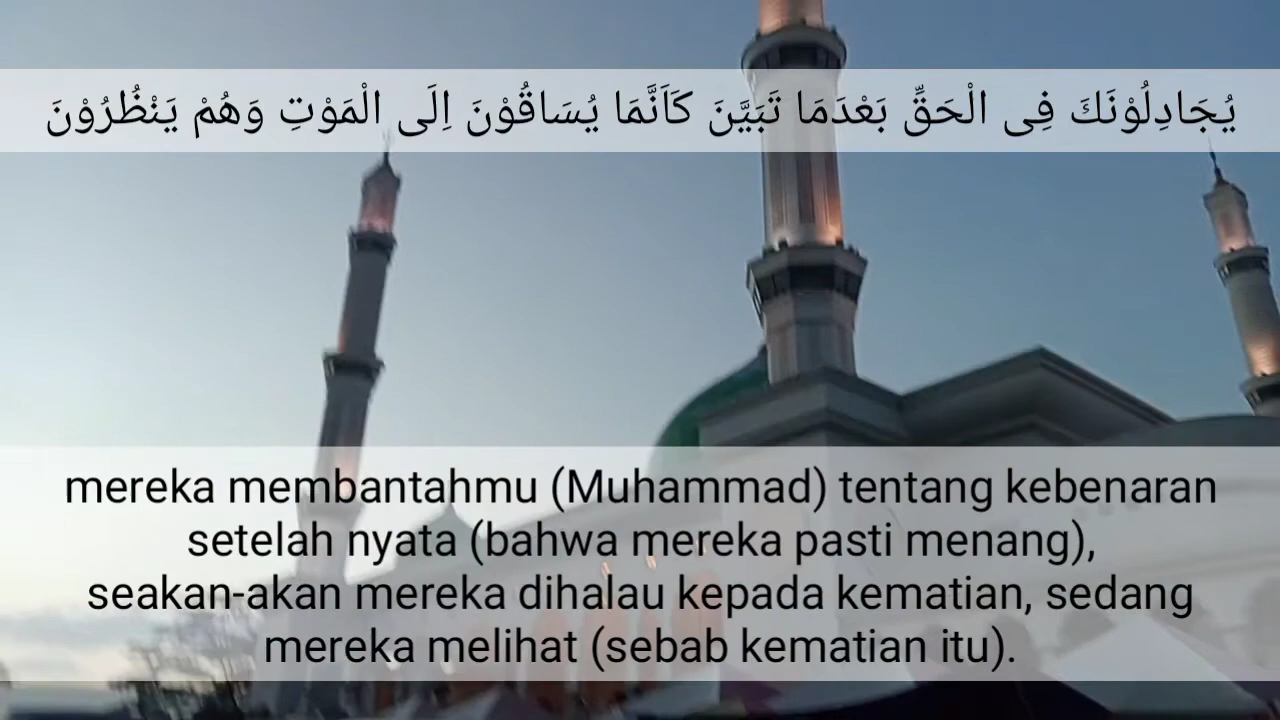 يُجَادِلُوْنَكَ فِى الْحَقِّ بَعْدَمَا تَبَيَّنَ كَاَنَّمَا يُسَاقُوْنَ اِلَى الْمَوْتِ وَهُمْ يَنْظُرُوْنَ
mereka membantahmu (Muhammad) tentang kebenaran
setelah nyata (bahwa mereka pasti menang),
seakan-akan mereka dihalau kepada kematian, sedang
mereka melihat (sebab kematian itu).